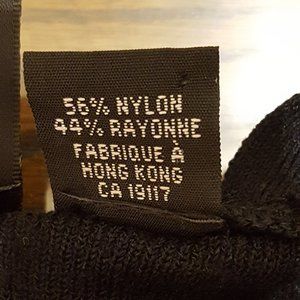 56% NYLON
44% RAYONNE
FABRIQUE À
HONG KONG
CA 19117